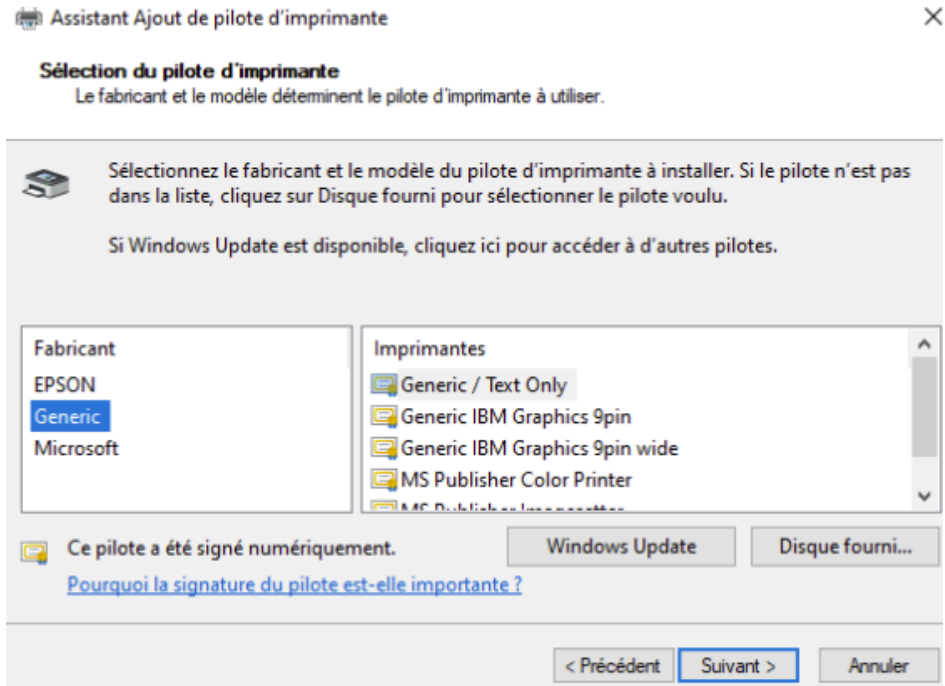 Assistant Ajout de pilote d'imprimante
Sélection du pilote d'imprimante
Le fabricant et le modèle déterminent le pilote d'imprimante à utiliser.
Sélectionnez le fabricant et le modèle du pilote d'imprimante à installer. Si le pilote n'est pas
dans la liste, cliquez sur Disque fourni pour sélectionner le pilote voulu.
Si Windows Update est disponible, cliquez ici pour accéder à d'autres pilotes.
Fabricant
EPSON
Generic
Microsoft
Imprimantes
Generic / Text Only
Generic IBM Graphics 9pin
Generic IBM Graphics 9pin wide
MS Publisher Color Printer
MS Publisher Imagesetter
Ce pilote a été signé numériquement.
Pourquoi la signature du pilote est-elle importante ?
Windows Update
Disque fourni...
< Précédent
Suivant >
Annuler